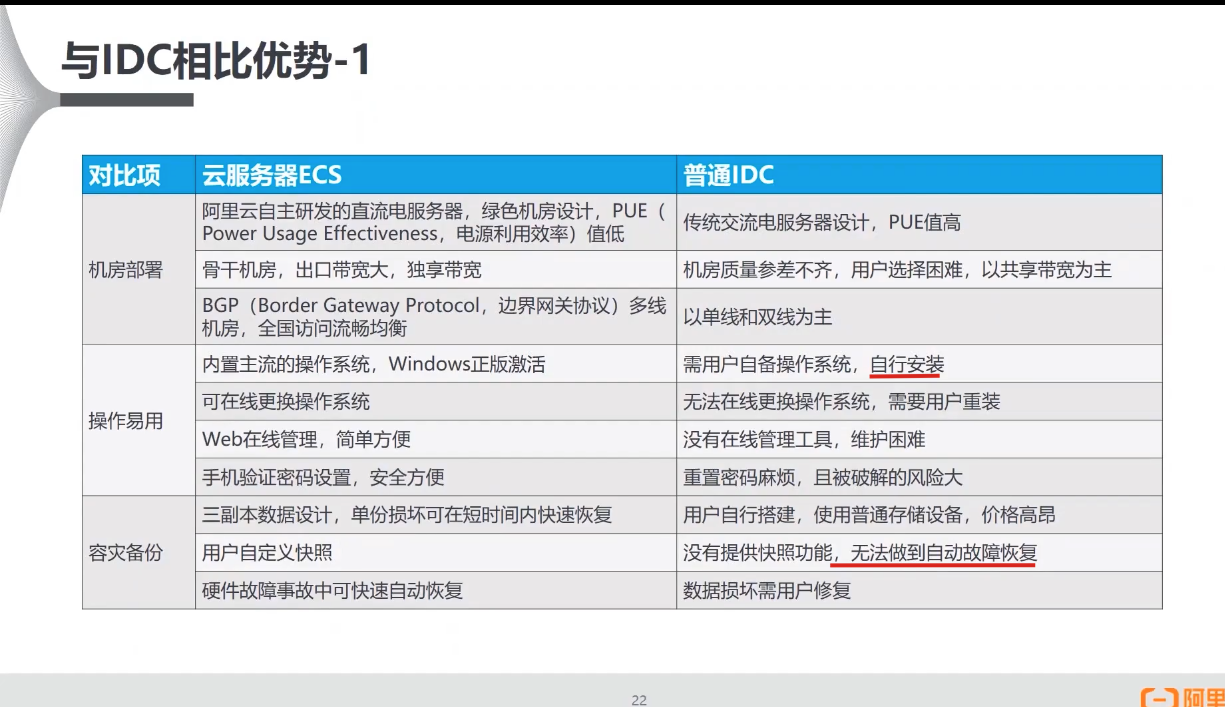 与IDC相比优势-1
对比项 云服务器ECS 普通IDC
机房部署
阿里云自主研发的直流电服务器，绿色机房设计，PUE（
Power Usage Effectiveness，电源利用效率）值低
传统交流电服务器设计，PUE值高
骨干机房，出口带宽大，独享带宽
机房质量参差不齐，用户选择困难，以共享带宽为主
BGP（Border Gateway Protocol，边界网关协议）多线
机房，全国访问流畅均衡
以单线和双线为主
操作易用
内置主流的操作系统，Windows正版激活
需用户自备操作系统，自行安装
可在线更换操作系统
无法在线更换操作系统，需要用户重装
Web在线管理，简单方便
没有在线管理工具，维护困难
手机验证密码设置，安全方便
重置密码麻烦，且被破解的风险大
容灾备份
三副本数据设计，单份损坏可在短时间内快速恢复
用户自行搭建，使用普通存储设备，价格高昂
用户自定义快照
没有提供快照功能，无法做到自动故障恢复
硬件故障事故中可快速自动恢复
数据损坏需用户修复
22
阿里